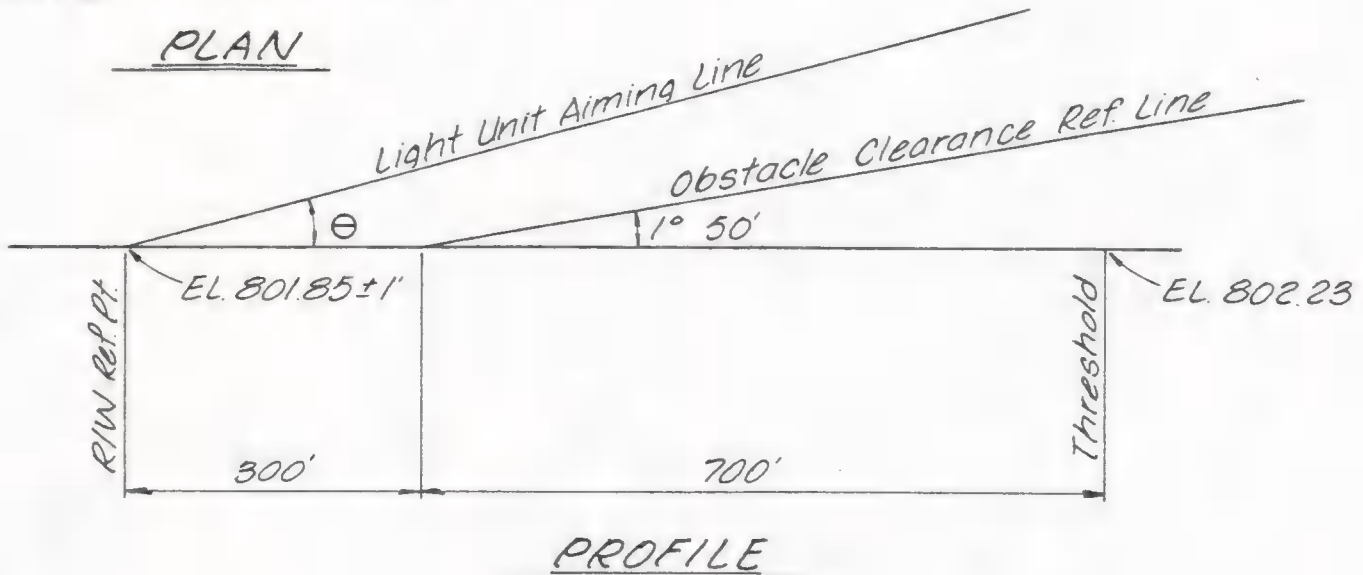 PLAN
Light Unit Aiming Line
Obstacle Clearance Ref. Line
θ
1° 50'
EL. 801.85±1'
EL. 802.23
R/W Ref. Pt.
Threshold
300'
700'
PROFILE